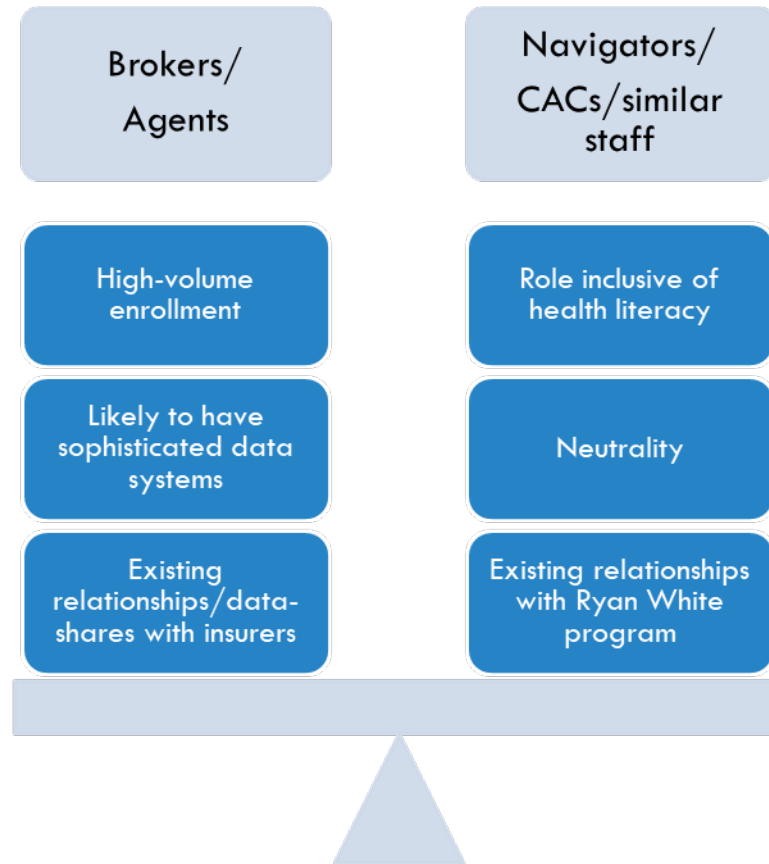 Brokers/
Agents
Navigators/
CACs/similar
staff
High-volume
enrollment
Role inclusive of
health literacy
Likely to have
sophisticated data
systems
Neutrality
Existing
relationships/data-
shares with insurers
Existing relationships
with Ryan White
program